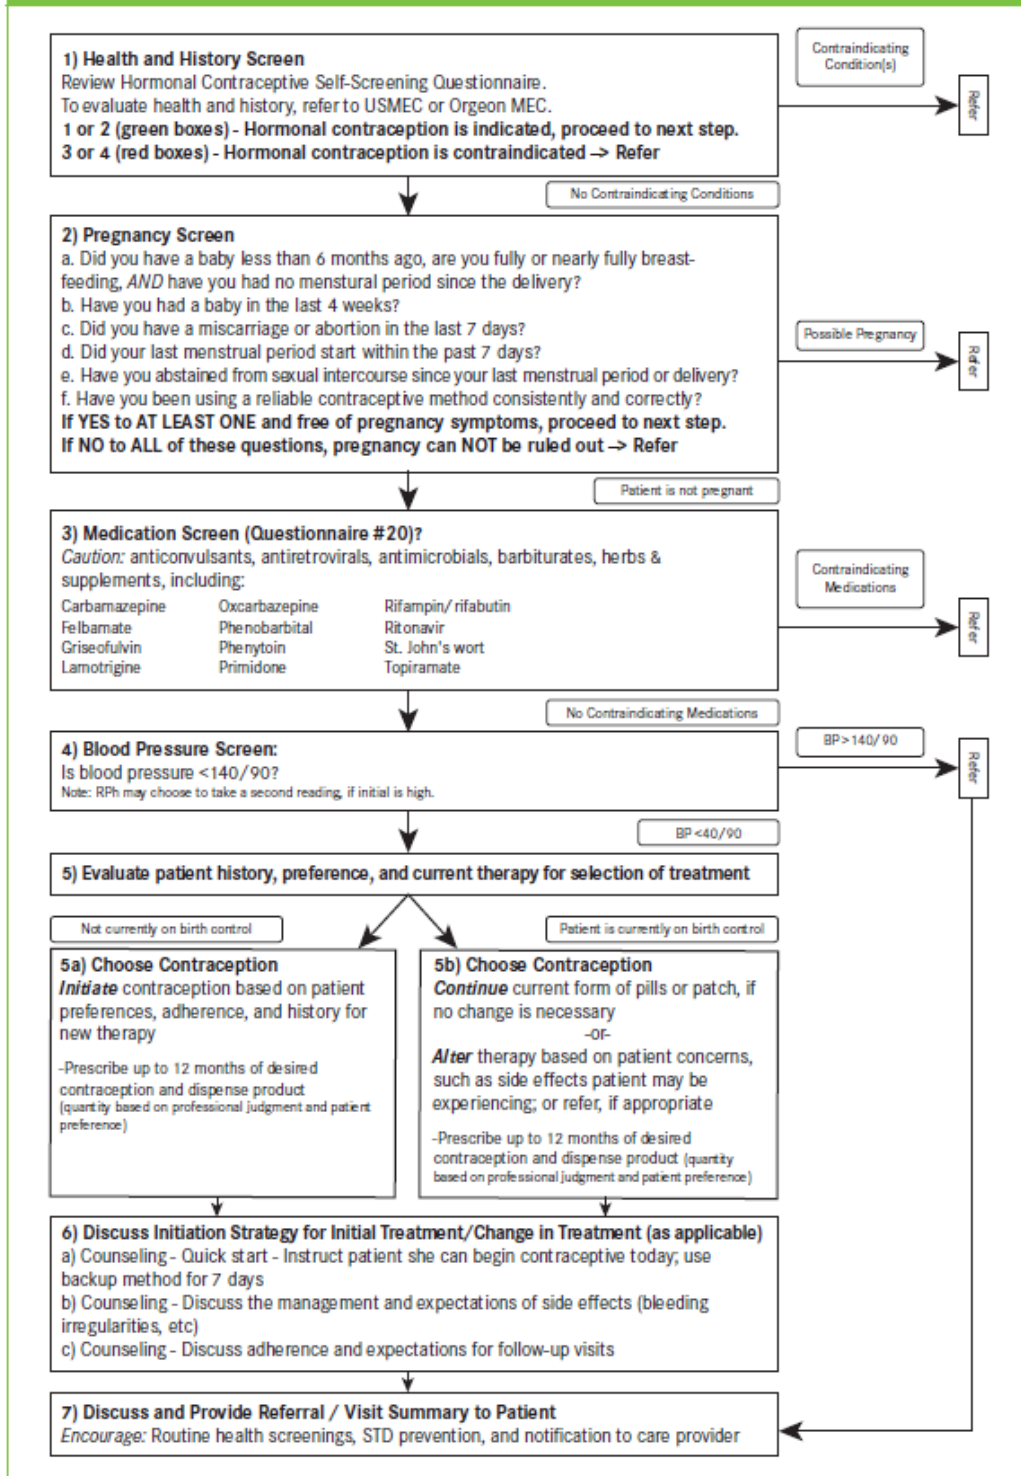 1) Health and History Screen
Review Hormonal Contraceptive Self-Screening Questionnaire.
To evaluate health and history, refer to USMEC or Orgeon MEC.
1 or 2 (green boxes) - Hormonal contraception is indicated, proceed to next step.
3 or 4 (red boxes) - Hormonal contraception is contraindicated -> Refer
Contraindicating
Condition(s)
Refer
No Contraindicating Conditions
2) Pregnancy Screen
a. Did you have a baby less than 6 months ago, are you fully or nearly fully breast-
feeding, AND have you had no menstural period since the delivery?
b. Have you had a baby in the last 4 weeks?
c. Did you have a miscarriage or abortion in the last 7 days?
d. Did your last menstrual period start within the past 7 days?
e. Have you abstained from sexual intercourse since your last menstrual period or delivery?
f. Have you been using a reliable contraceptive method consistently and correctly?
If YES to AT LEAST ONE and free of pregnancy symptoms, proceed to next step.
If NO to ALL of these questions, pregnancy can NOT be ruled out -> Refer
Possible Pregnancy
Refer
Patient is not pregnant
3) Medication Screen (Questionnaire #20)?
Caution: anticonvulsants, antiretrovirals, antimicrobials, barbiturates, herbs &
supplements, including:
Carbamazepine Oxcarbazepine Rifampin/rifabutin
Felbamate Phenobarbital Ritonavir
Griseofulvin Phenytoin St. John's wort
Lamotrigine Primidone Topiramate
Contraindicating
Medications
Refer
No Contraindicating Medications
4) Blood Pressure Screen:
Is blood pressure <140/90?
Note: RPh may choose to take a second reading, if initial is high.
BP>140/90
Refer
BP<40/90
5) Evaluate patient history, preference, and current therapy for selection of treatment
Not currently on birth control
Patient is currently on birth control
5a) Choose Contraception
Initiate contraception based on patient
preferences, adherence, and history for
new therapy
-Prescribe up to 12 months of desired
contraception and dispense product
(quantity based on professional judgment and patient
preference)
5b) Choose Contraception
Continue current form of pills or patch, if
no change is necessary
-or-
Alter therapy based on patient concerns,
such as side effects patient may be
experiencing; or refer, if appropriate
-Prescribe up to 12 months of desired
contraception and dispense product (quantity
based on professional judgment and patient preference)
6) Discuss Initiation Strategy for Initial Treatment/Change in Treatment (as applicable)
a) Counseling - Quick start - Instruct patient she can begin contraceptive today; use
backup method for 7 days
b) Counseling - Discuss the management and expectations of side effects (bleeding
irregularities, etc)
c) Counseling - Discuss adherence and expectations for follow-up visits
7) Discuss and Provide Referral / Visit Summary to Patient
Encourage: Routine health screenings, STD prevention, and notification to care provider